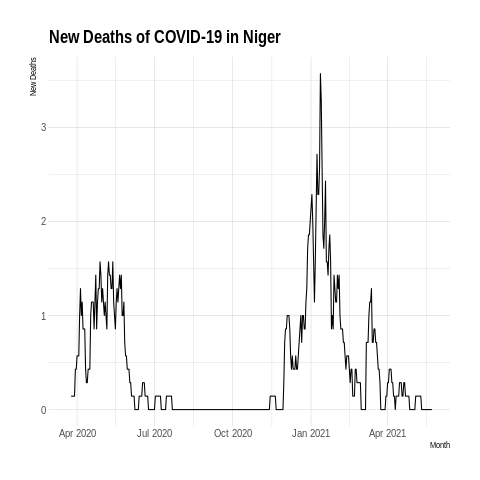 New Deaths of COVID-19 in Niger
New Deaths
3
2
1
0
Apr 2020 Jul 2020 Oct 2020 Jan 2021 Apr 2021
Month